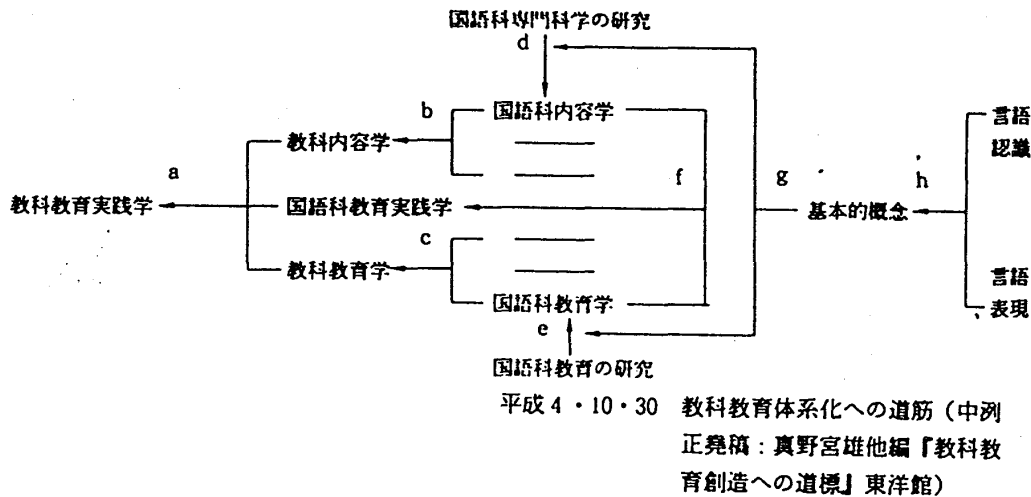 国語科専門科学の研究
d
b 国語科内容学
教科内容学
a f g h
言語
認識
教科教育実践学 国語科教育実践学 基本的概念
c
教科教育学
国語科教育学
言語
表現
e
国語科教育の研究
平成4・10・30 教科教育体系化への道筋(中洌
正堯稿:真野宮雄他編『教科教
育創造への道標』東洋館)